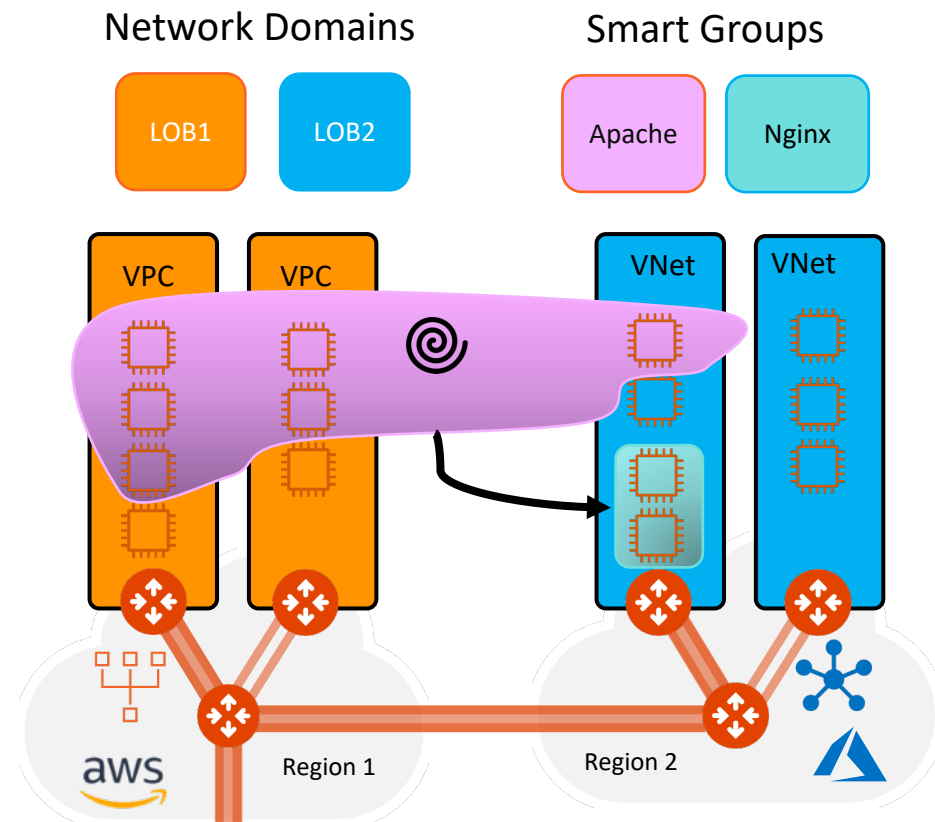 Network Domains
Smart Groups
LOB1
LOB2
Apache
Nginx
VPC
VPC
VNet
VNet
Region 1
Region 2
aws